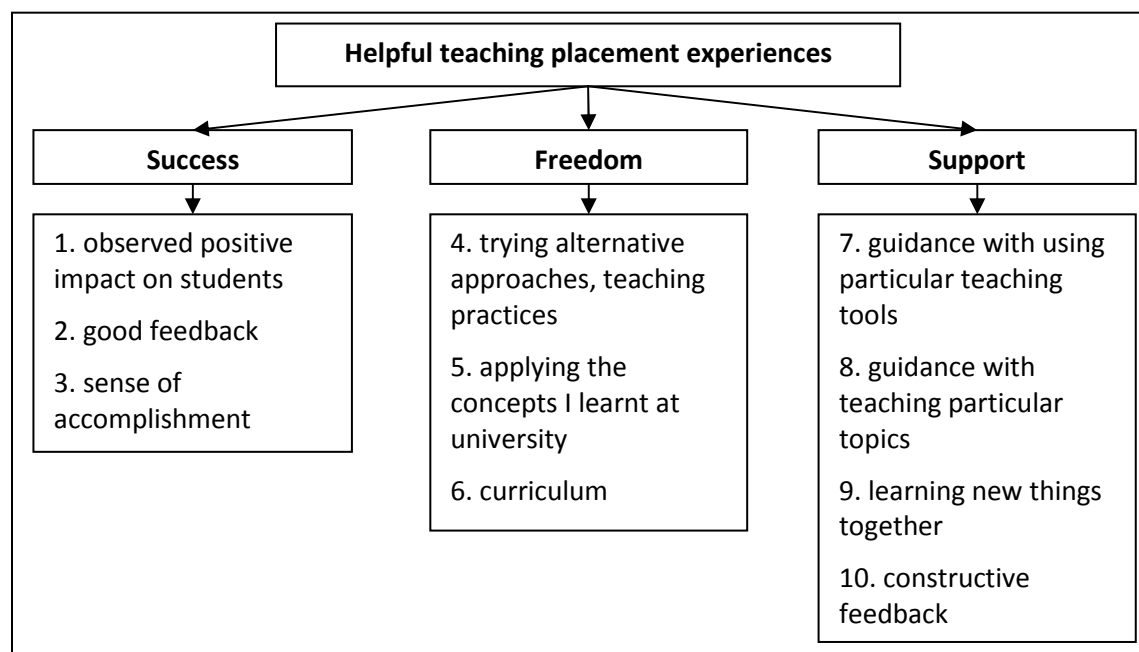 Helpful teaching placement experiences
Success
Freedom
Support
1. observed positive
impact on students
2. good feedback
3. sense of
accomplishment
4. trying alternative
approaches, teaching
practices
5. applying the
concepts I learnt at
university
6. curriculum
7. guidance with using
particular teaching
tools
8. guidance with
teaching particular
topics
9. learning new things
together
10. constructive
feedback